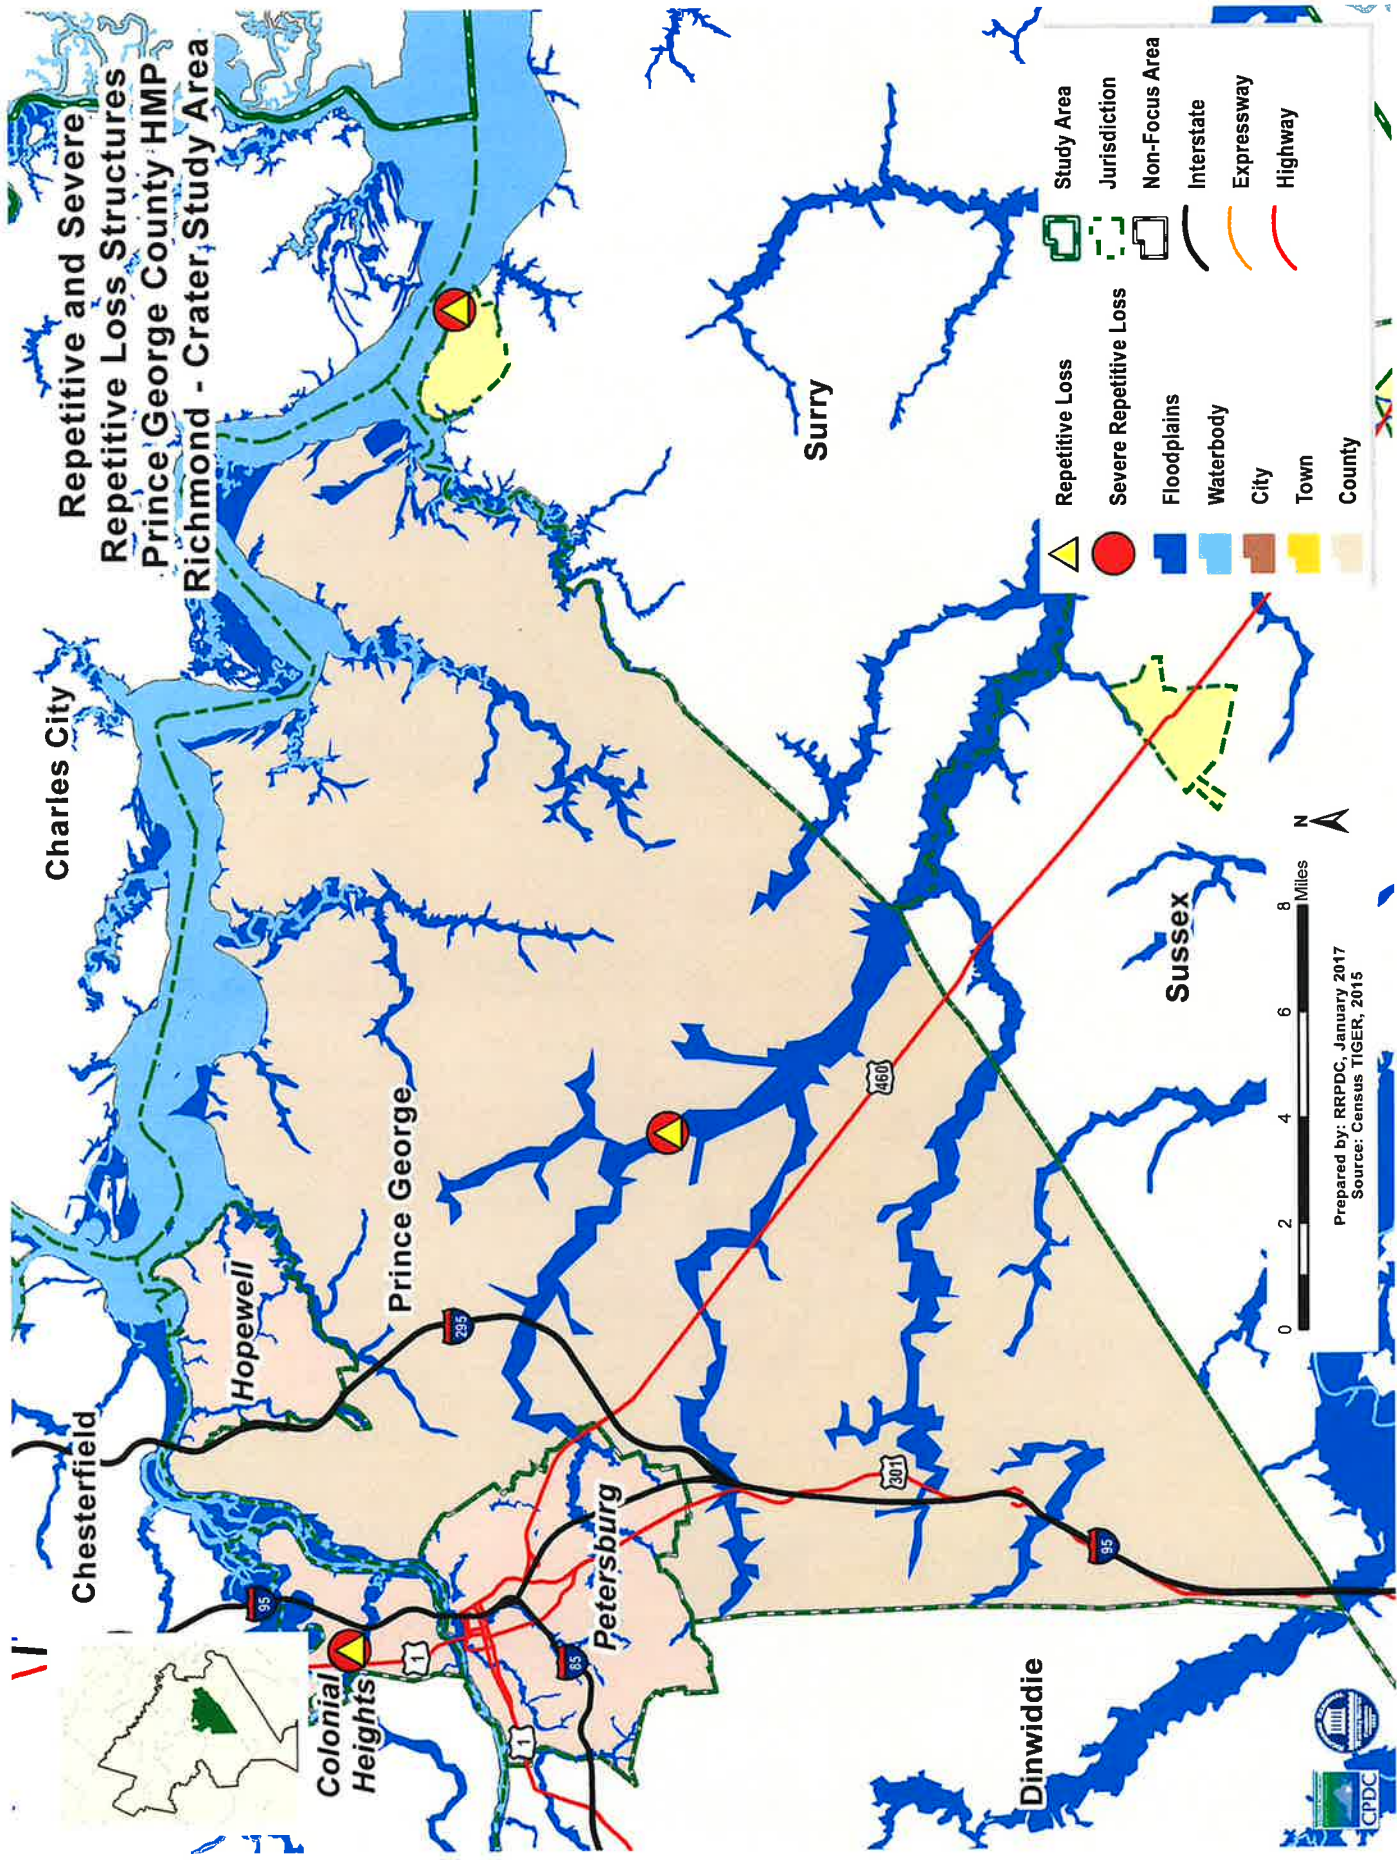 Repetitive and Severe
Repetitive Loss Structures
Prince George County HMP
Richmond - Crater Study Area
Charles City
Chesterfield
Hopewell
Prince George
Colonial
Heights
Petersburg
Surry
Sussex
Dinwiddie
95
295
1
85
1
460
301
95
Repetitive Loss
Severe Repetitive Loss
Floodplains
Waterbody
City
Town
County
Study Area
Jurisdiction
Non-Focus Area
Interstate
Expressway
Highway
N
0 2 4 6 8
Miles
Prepared by: RRPDC, January 2017
Source: Census TIGER, 2015
CPDC